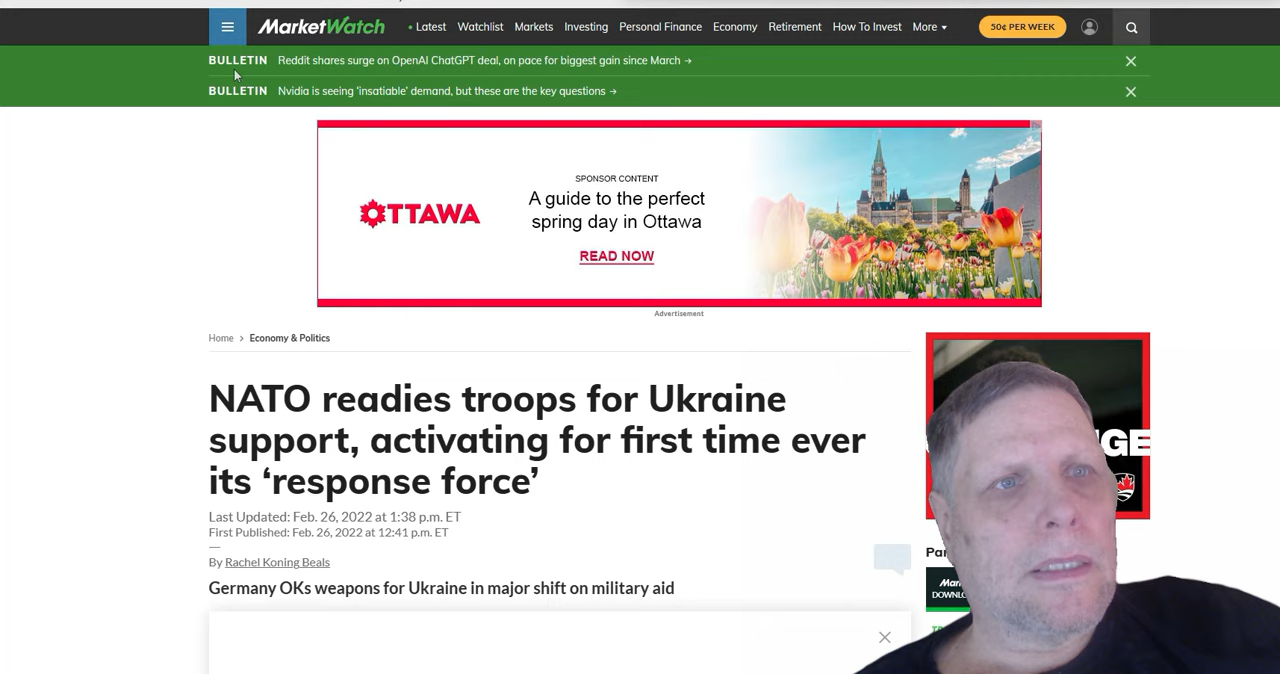 MarketWatch
• Latest Watchlist Markets Investing Personal Finance Economy Retirement How To Invest More 50¢ PER WEEK
BULLETIN Reddit shares surge on OpenAI ChatGPT deal, on pace for biggest gain since March →
BULLETIN Nvidia is seeing ‘insatiable’ demand, but these are the key questions →
SPONSOR CONTENT
A guide to the perfect
spring day in Ottawa
OTTAWA
READ NOW
Advertisement
Home > Economy & Politics
NATO readies troops for Ukraine
support, activating for first time ever
its ‘response force’
Last Updated: Feb. 26, 2022 at 1:38 p.m. ET
First Published: Feb. 26, 2022 at 12:41 p.m. ET
By Rachel Koning Beals
Germany OKs weapons for Ukraine in major shift on military aid